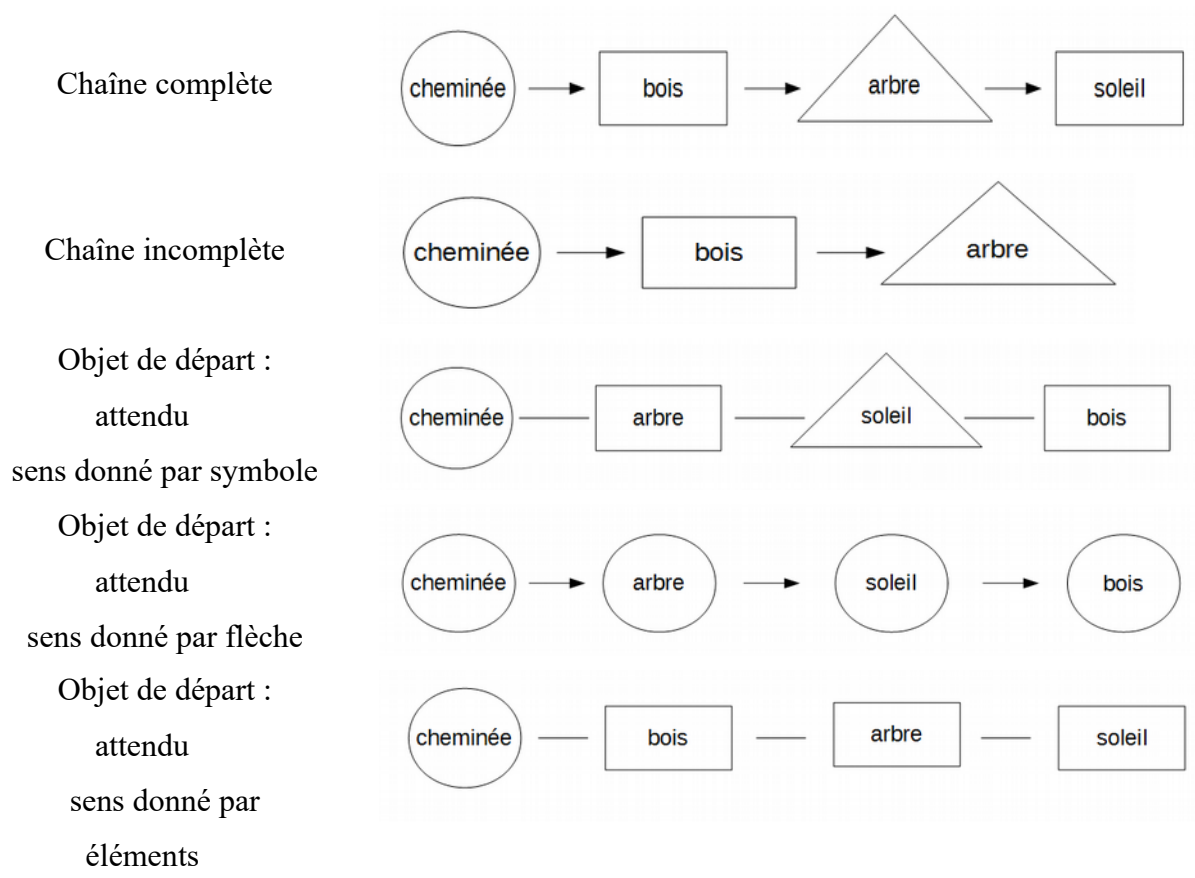 Chaîne complète
cheminée bois arbre soleil
Chaîne incomplète
cheminée bois arbre
Objet de départ :
attendu
sens donné par symbole
cheminée arbre soleil bois
Objet de départ :
attendu
sens donné par flèche
cheminée arbre soleil bois
Objet de départ :
attendu
sens donné par
éléments
cheminée bois arbre soleil